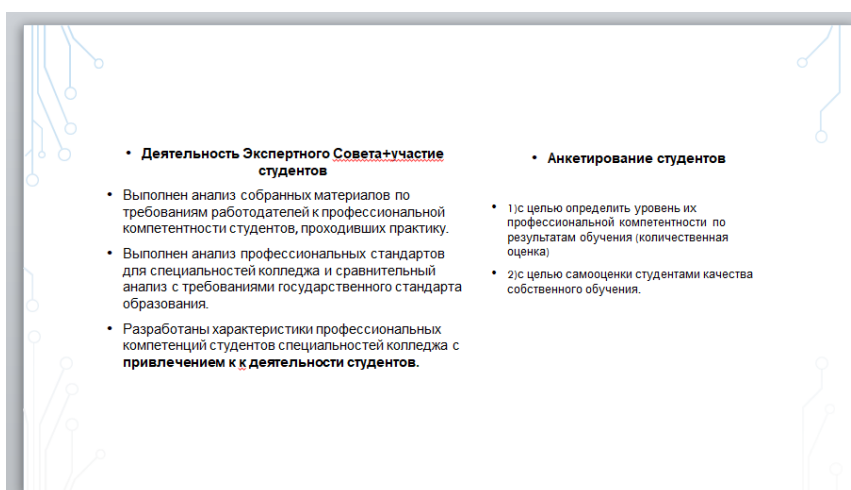 • Деятельность Экспертного Совета+участие
студентов
• Выполнен анализ собранных материалов по
требованиям работодателей к профессиональной
компетентности студентов, проходивших практику.
• Выполнен анализ профессиональных стандартов
для специальностей колледжа и сравнительный
анализ с требованиями государственного стандарта
образования.
• Разработаны характеристики профессиональных
компетенций студентов специальностей колледжа с
привлечением к к деятельности студентов.
• Анкетирование студентов
• 1)с целью определить уровень их
профессиональной компетентности по
результатам обучения (количественная
оценка)
• 2)с целью самооценки студентами качества
собственного обучения.